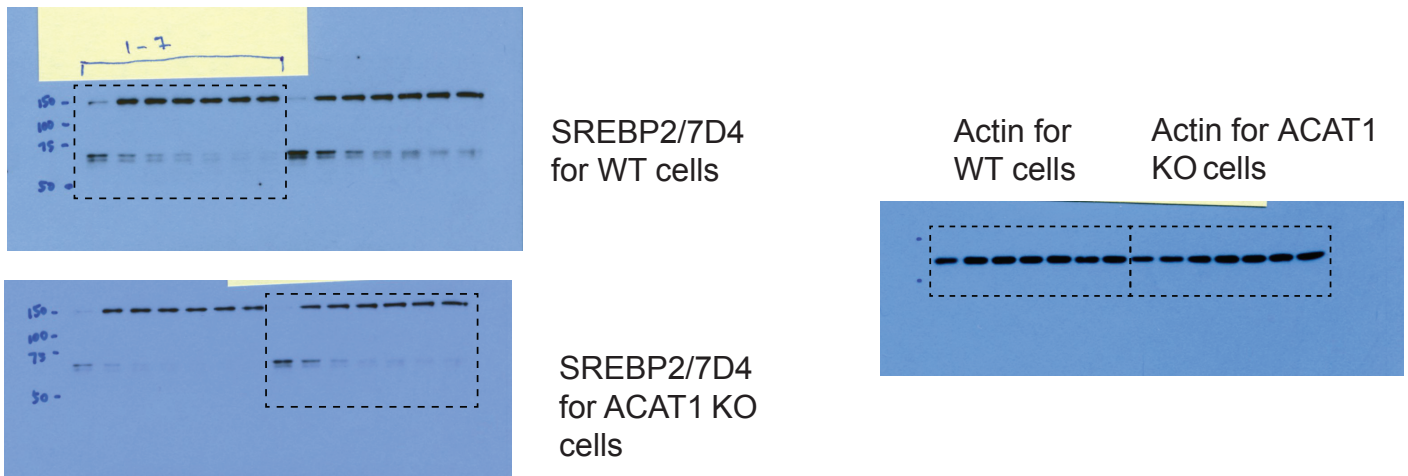 1-7
150 -
100 -
75 -
50 -
SREBP2/7D4
for WT cells
150 -
100 -
75 -
50 -
SREBP2/7D4
for ACAT1 KO
cells
Actin for
WT cells
Actin for ACAT1
KO cells